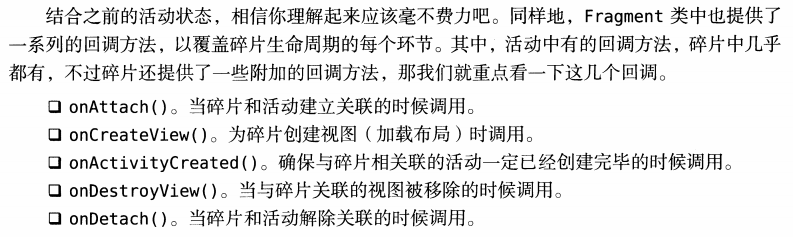 结合之前的活动状态，相信你理解起来应该毫不费力吧。同样地，Fragment 类中也提供了
一系列的回调方法，以覆盖碎片生命周期的每个环节。其中，活动中有的回调方法，碎片中几乎
都有，不过碎片还提供了一些附加的回调方法，那我们就重点看一下这几个回调。
❑ onAttach()。当碎片和活动建立关联的时候调用。
❑ onCreateView()。为碎片创建视图（加载布局）时调用。
❑ onActivityCreated()。确保与碎片相关联的活动一定已经创建完毕的时候调用。
❑ onDestroyView()。当与碎片关联的视图被移除的时候调用。
❑ onDetach()。当碎片和活动解除关联的时候调用。